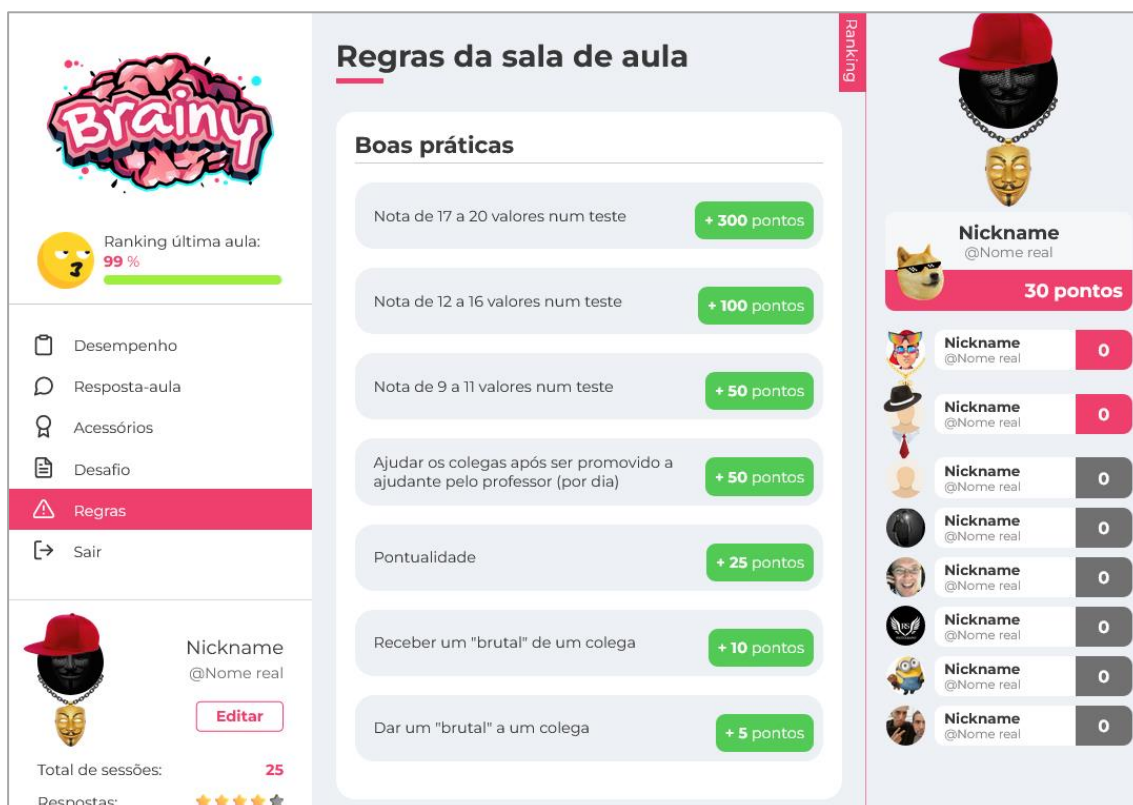 Brainy
Ranking última aula:
99 %
Desempenho
Resposta-aula
Acessórios
Desafio
Regras
Sair
Nickname
@Nome real
Editar
Total de sessões: 25
Respostas:
Regras da sala de aula
Boas práticas
Nota de 17 a 20 valores num teste
+ 300 pontos
Nota de 12 a 16 valores num teste
+ 100 pontos
Nota de 9 a 11 valores num teste
+ 50 pontos
Ajudar os colegas após ser promovido a
ajudante pelo professor (por dia)
+ 50 pontos
Pontualidade
+ 25 pontos
Receber um "brutal" de um colega
+ 10 pontos
Dar um "brutal" a um colega
+ 5 pontos
Ranking
Nickname
@Nome real
30 pontos
Nickname
@Nome real
0
Nickname
@Nome real
0
Nickname
@Nome real
0
Nickname
@Nome real
0
Nickname
@Nome real
0
Nickname
@Nome real
0
Nickname
@Nome real
0
Nickname
@Nome real
0